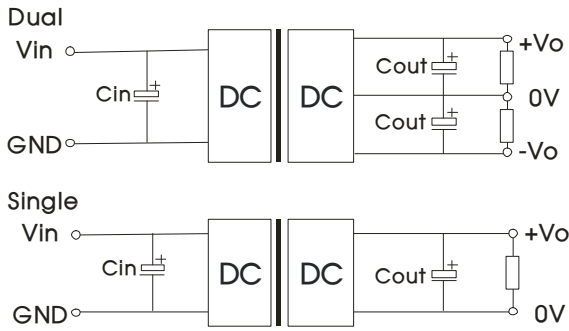 Dual
Vin
Cin
+
GND
DC
DC
Cout
+
Cout
+
+Vo
0V
-Vo
Single
Vin
Cin
+
GND
DC
DC
Cout
+
+Vo
0V